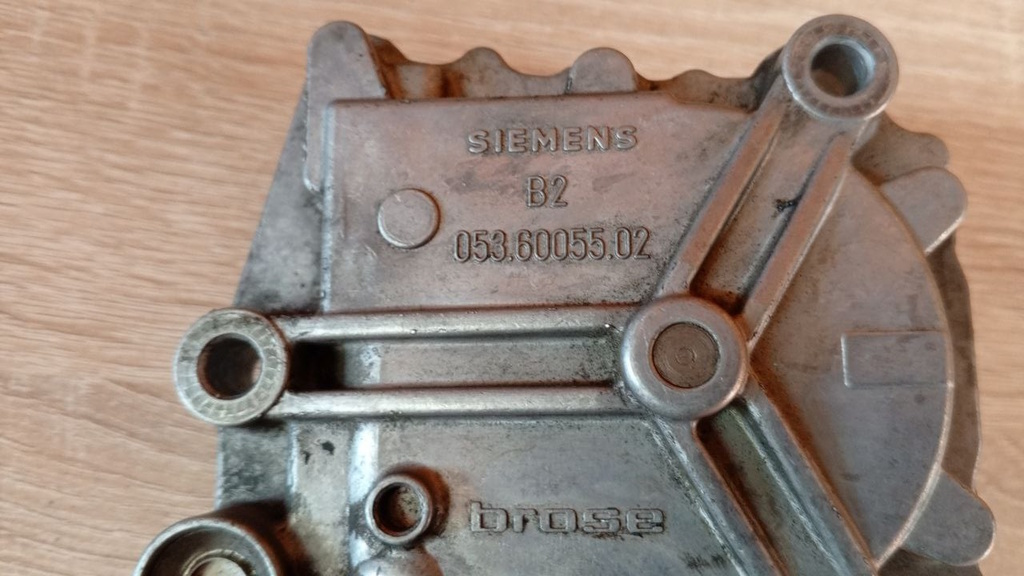 SIEMENS
B2
053.60055.02
brose